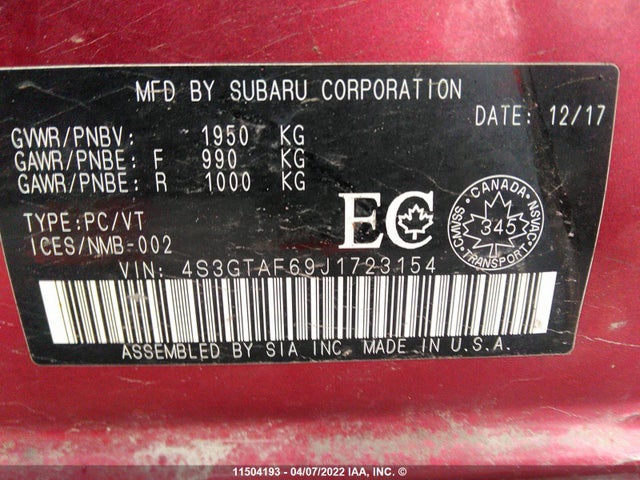 MFD BY SUBARU CORPORATION
DATE: 12/17
GVWR/PNBV: 1950 KG
GAWR/PNBE: F 990 KG
GAWR/PNBE: R 1000 KG
TYPE:PC/VT
ICES/NMB-002
EC
CANADA
CMVSS 345 NSVAC
TRANSPORT
VIN: 4S3GTAF69J1723154
ASSEMBLED BY SIA INC. MADE IN U.S.A.
11504193 - 04/07/2022 IAA, INC. ©